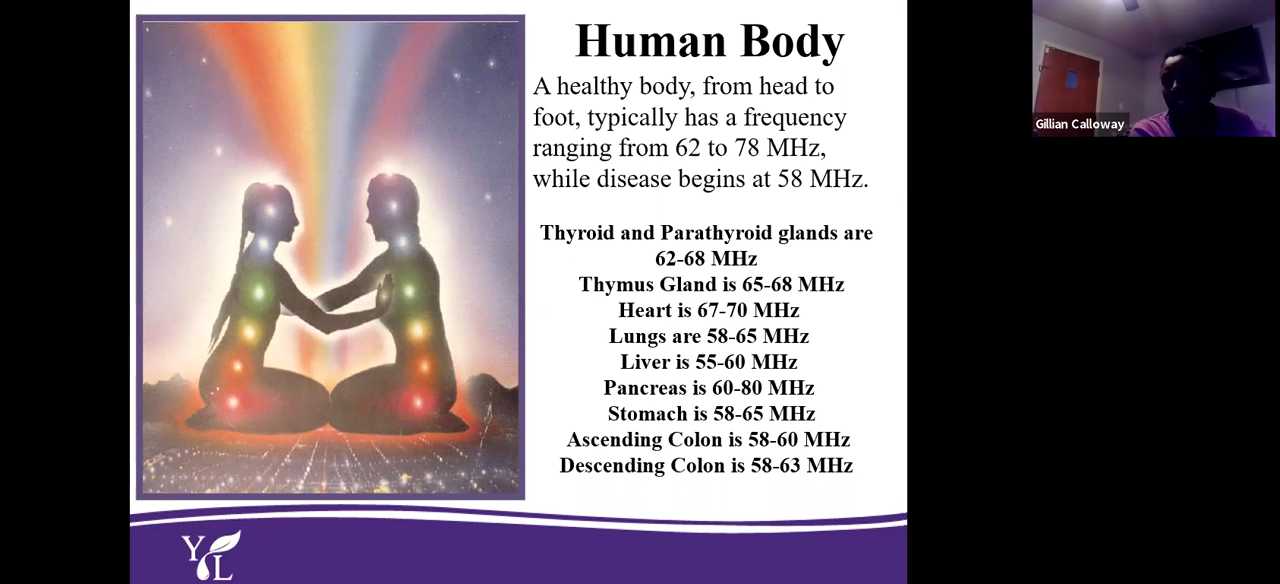 Human Body
A healthy body, from head to
foot, typically has a frequency
ranging from 62 to 78 MHz,
while disease begins at 58 MHz.
Thyroid and Parathyroid glands are
62-68 MHz
Thymus Gland is 65-68 MHz
Heart is 67-70 MHz
Lungs are 58-65 MHz
Liver is 55-60 MHz
Pancreas is 60-80 MHz
Stomach is 58-65 MHz
Ascending Colon is 58-60 MHz
Descending Colon is 58-63 MHz
YL
Gillian Calloway